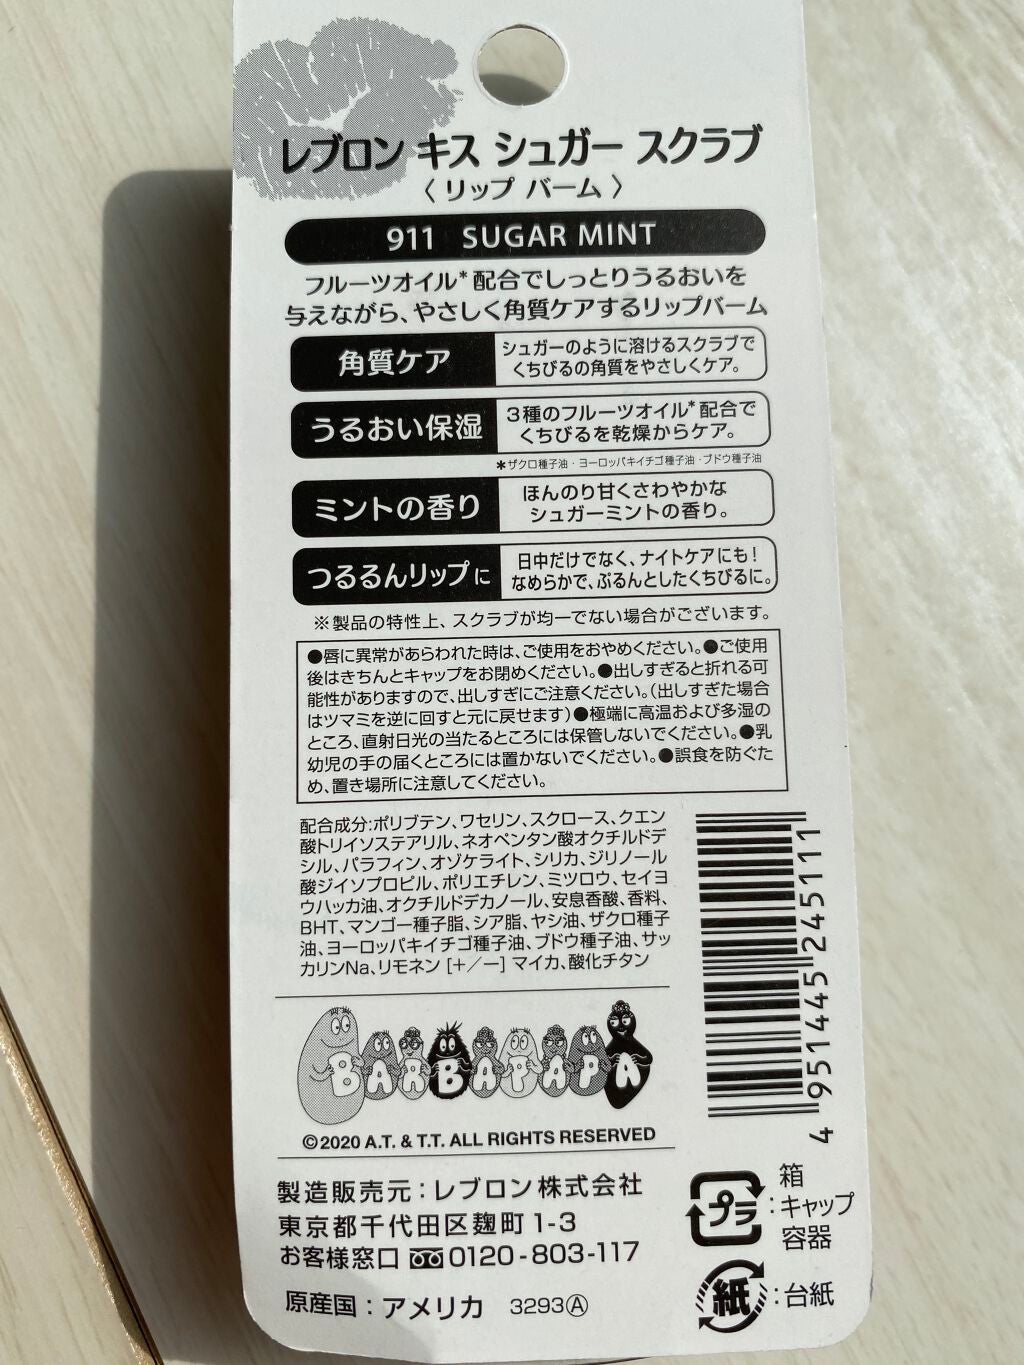 レブロン キス シュガー スクラブ
〈 リップ バーム 〉
911 SUGAR MINT
フルーツオイル*配合でしっとりうるおいを
与えながら、やさしく角質ケアするリップバーム
角質ケア
シュガーのように溶けるスクラブで
くちびるの角質をやさしくケア。
うるおい保湿
3種のフルーツオイル*配合で
くちびるを乾燥からケア。
*ザクロ種子油・ヨーロッパキイチゴ種子油・ブドウ種子油
ミントの香り
ほんのり甘くさわやかな
シュガーミントの香り。
つるるんリップに
日中だけでなく、ナイトケアにも!
なめらかで、ぷるんとしたくちびるに。
※製品の特性上、スクラブが均一でない場合がございます。
●唇に異常があらわれた時は、ご使用をおやめください。●ご使用
後はきちんとキャップをお閉めください。●出しすぎると折れる可
能性がありますので、出しすぎにご注意ください。(出しすぎた場合
はツマミを逆に回すと元に戻せます)●極端に高温および多湿の
ところ、直射日光の当たるところには保管しないでください。●乳
幼児の手の届くところには置かないでください。●誤食を防ぐた
め、置き場所に注意してください。
配合成分:ポリブテン、ワセリン、スクロース、クエン
酸トリイソステアリル、ネオペンタン酸オクチルドデ
シル、パラフィン、オゾケライト、シリカ、ジリノール
酸ジイソプロピル、ポリエチレン、ミツロウ、セイヨ
ウハッカ油、オクチルドデカノール、安息香酸、香料、
BHT、マンゴー種子脂、シア脂、ヤシ油、ザクロ種子
油、ヨーロッパキイチゴ種子油、ブドウ種子油、サッ
カリンNa、リモネン [+/ー] マイカ、酸化チタン
4951445245111
BARBAPAPA
©2020 A.T. & T.T. ALL RIGHTS RESERVED
製造販売元:レブロン株式会社
東京都千代田区麹町1-3
お客様窓口 0120-803-117
原産国:アメリカ 3293Ⓐ
プラ:箱
キャップ
容器
紙:台紙